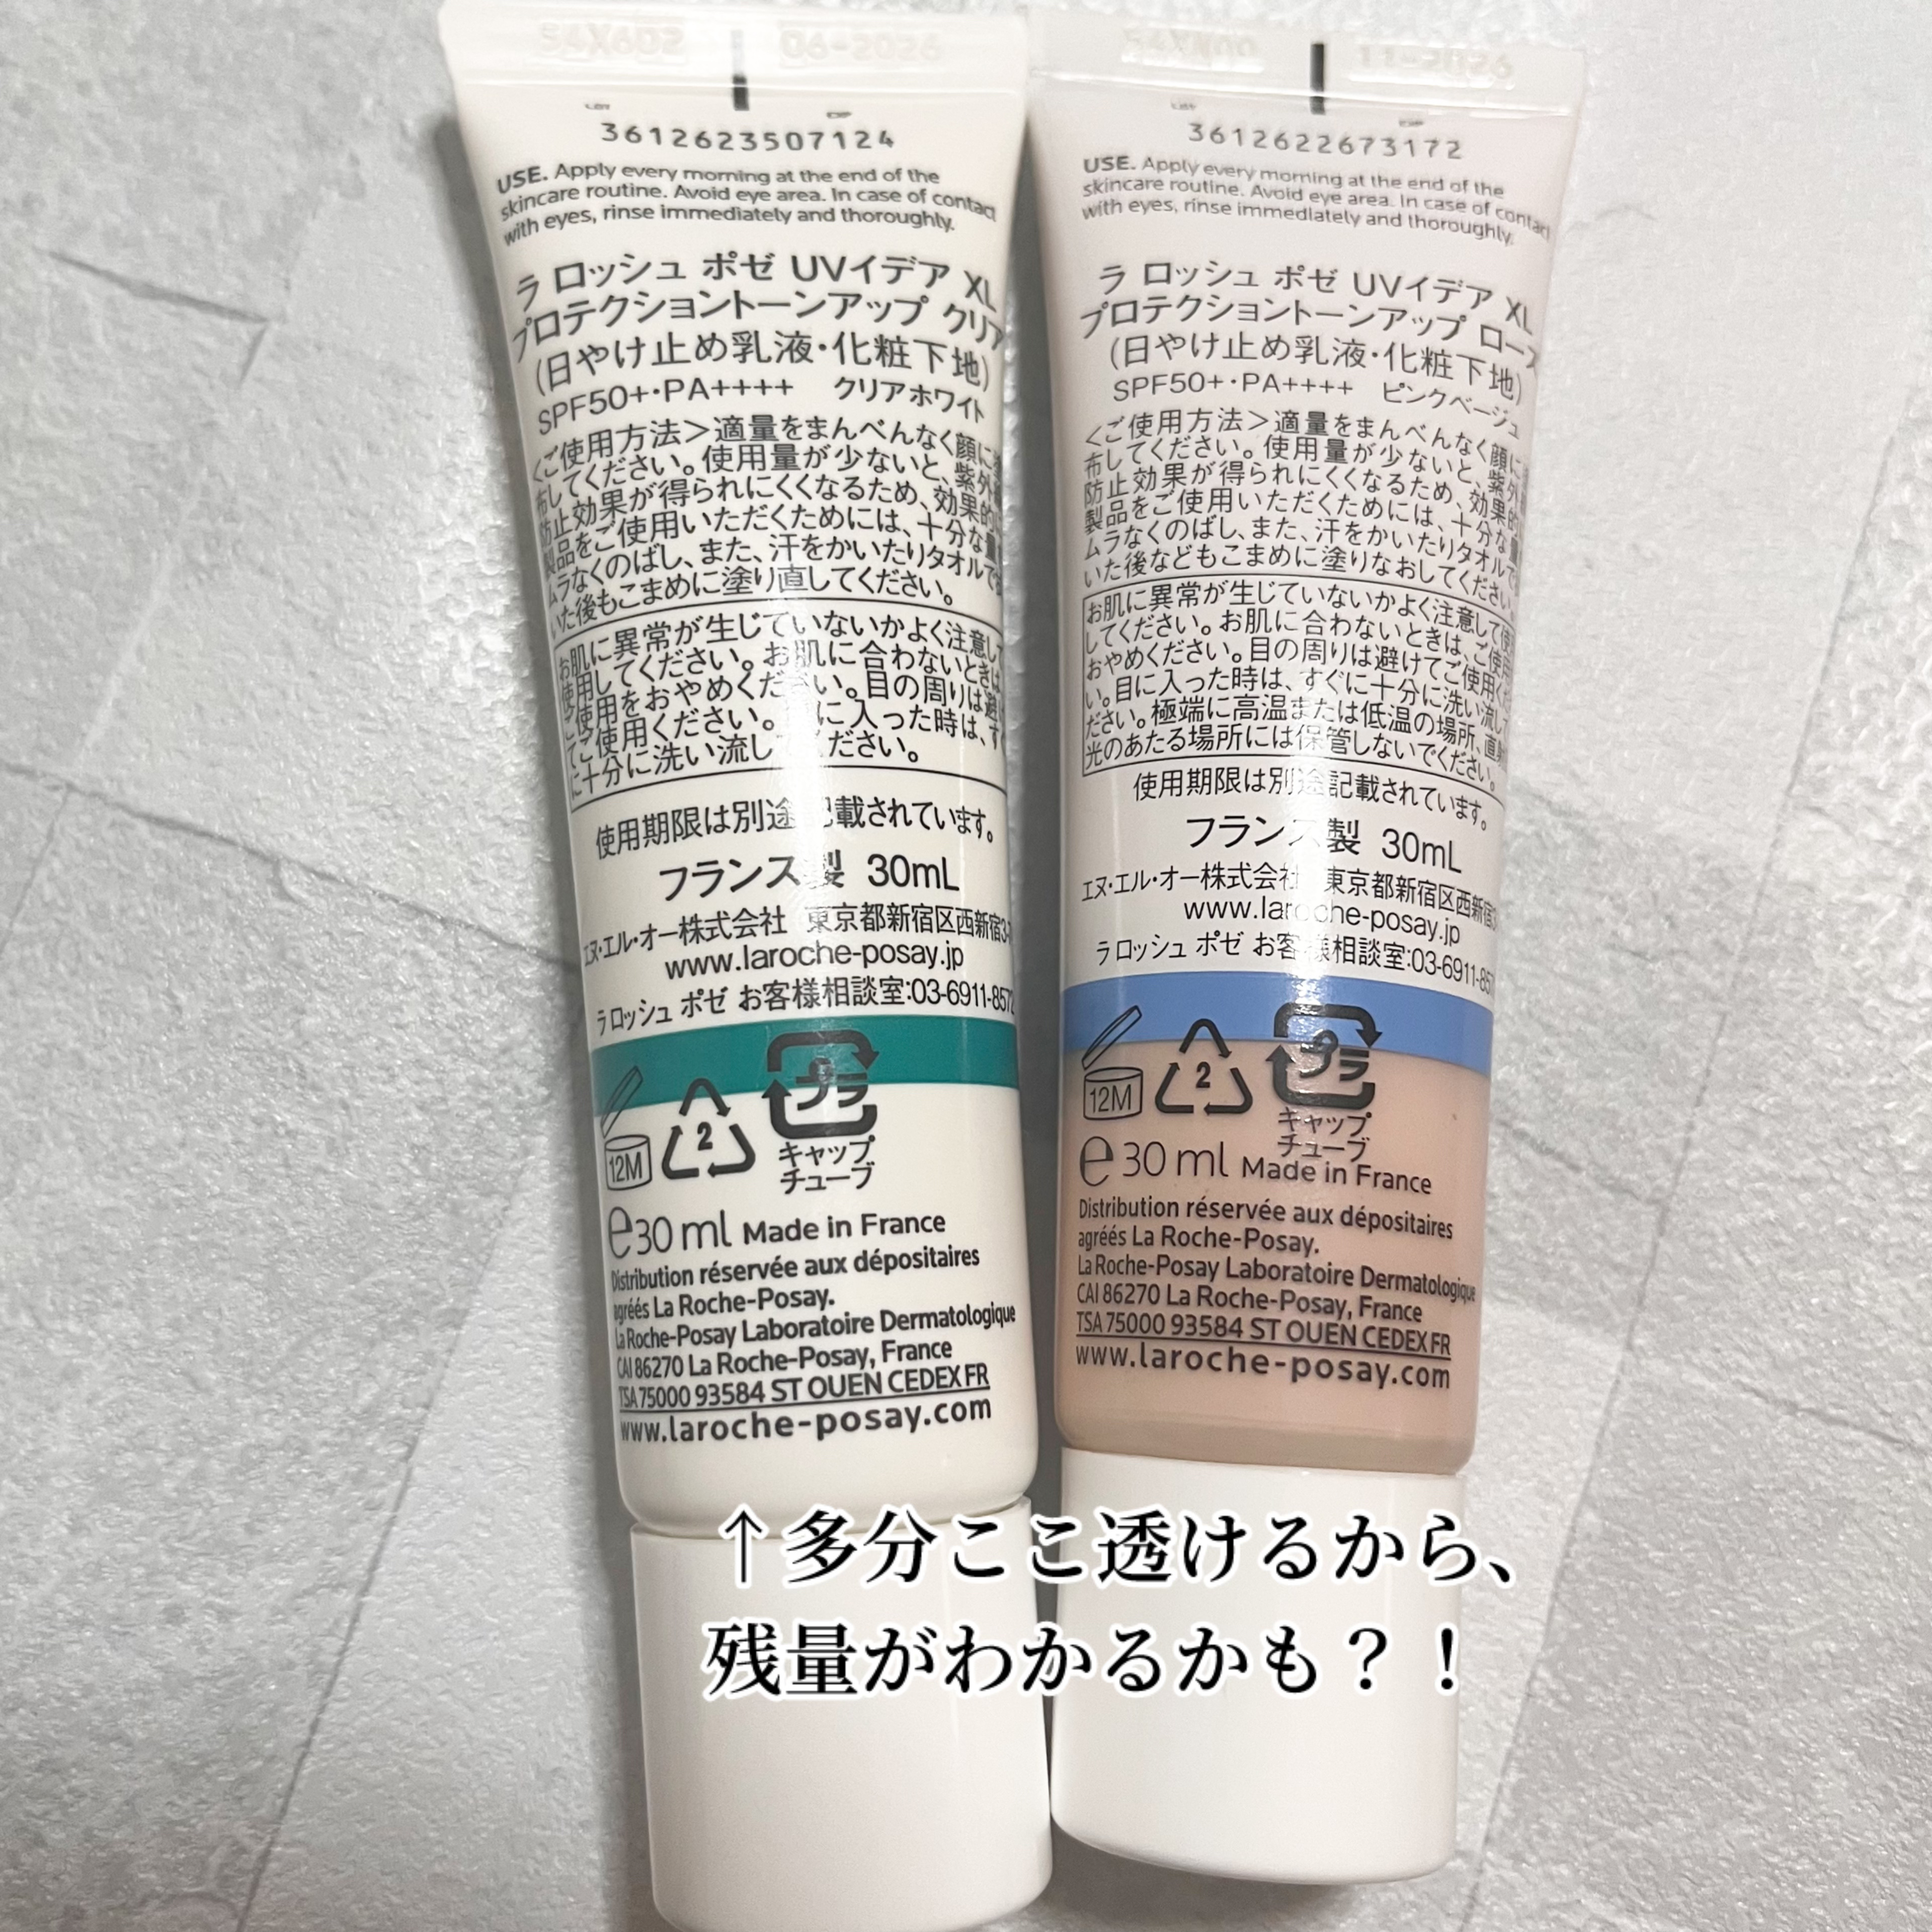 54X602 06-2026
3612623507124
USE. Apply every morning at the end of the
skincare routine. Avoid eye area. In case of contact
with eyes, rinse immediately and thoroughly.
ラ ロッシュ ポゼ UVイデア XL
プロテクショントーンアップ クリア
(日やけ止め乳液・化粧下地)
SPF50+・PA++++ クリアホワイト
<ご使用方法>適量をまんべんなく顔に塗
布してください。使用量が少ないと、紫外線
防止効果が得られにくくなるため、効果的に
製品をご使用いただくためには、十分な量を
ムラなくのばし、また、汗をかいたりタオルでふ
いた後もこまめに塗り直してください。
お肌に異常が生じていないかよく注意して
使用してください。お肌に合わないときは、
ご使用をおやめください。目の周りは避け
てご使用ください。目に入った時は、すぐ
に十分に洗い流してください。
使用期限は別途記載されています。
フランス製 30mL
エヌ・エル・オー株式会社 東京都新宿区西新宿3-
www.laroche-posay.jp
ラ ロッシュ ポゼ お客様相談室:03-6911-8572
プラ
12M 2
キャップ
チューブ
e30 ml Made in France
Distribution réservée aux dépositaires
agréés La Roche-Posay.
La Roche-Posay Laboratoire Dermatologique
CAI 86270 La Roche-Posay, France
TSA 75000 93584 ST OUEN CEDEX FR
www.laroche-posay.com
11-2026
3612622673172
USE. Apply every morning at the end of the
skincare routine. Avoid eye area. In case of contact
with eyes, rinse immediately and thoroughly.
ラ ロッシュ ポゼ UVイデア XL
プロテクショントーンアップ ローズ
(日やけ止め乳液・化粧下地)
SPF50+・PA++++ ピンクベージュ
<ご使用方法>適量をまんべんなく顔に
布してください。使用量が少ないと、紫外
防止効果が得られにくくなるため、効果的
製品をご使用いただくためには、十分な量
ムラなくのばし、また、汗をかいたりタオルで
いた後などもこまめに塗りなおしてください。
お肌に異常が生じていないかよく注意して使用
してください。お肌に合わないときは、ご使用
おやめください。目の周りは避けてご使用くださ
い。目に入った時は、すぐに十分に洗い流してく
ださい。極端に高温または低温の場所、直射
光のあたる場所には保管しないでください。
使用期限は別途記載されています。
フランス製 30mL
エヌ・エル・オー株式会社 東京都新宿区西新宿
www.laroche-posay.jp
ラ ロッシュ ポゼ お客様相談室:03-6911-857
プラ
12M 2
キャップ
チューブ
e 30 ml Made in France
Distribution réservée aux dépositaires
agréés La Roche-Posay.
La Roche-Posay Laboratoire Dermatologique
CAI 86270 La Roche-Posay, France
TSA 75000 93584 ST OUEN CEDEX FR
www.laroche-posay.com
↑多分ここ透けるから、
残量がわかるかも？！